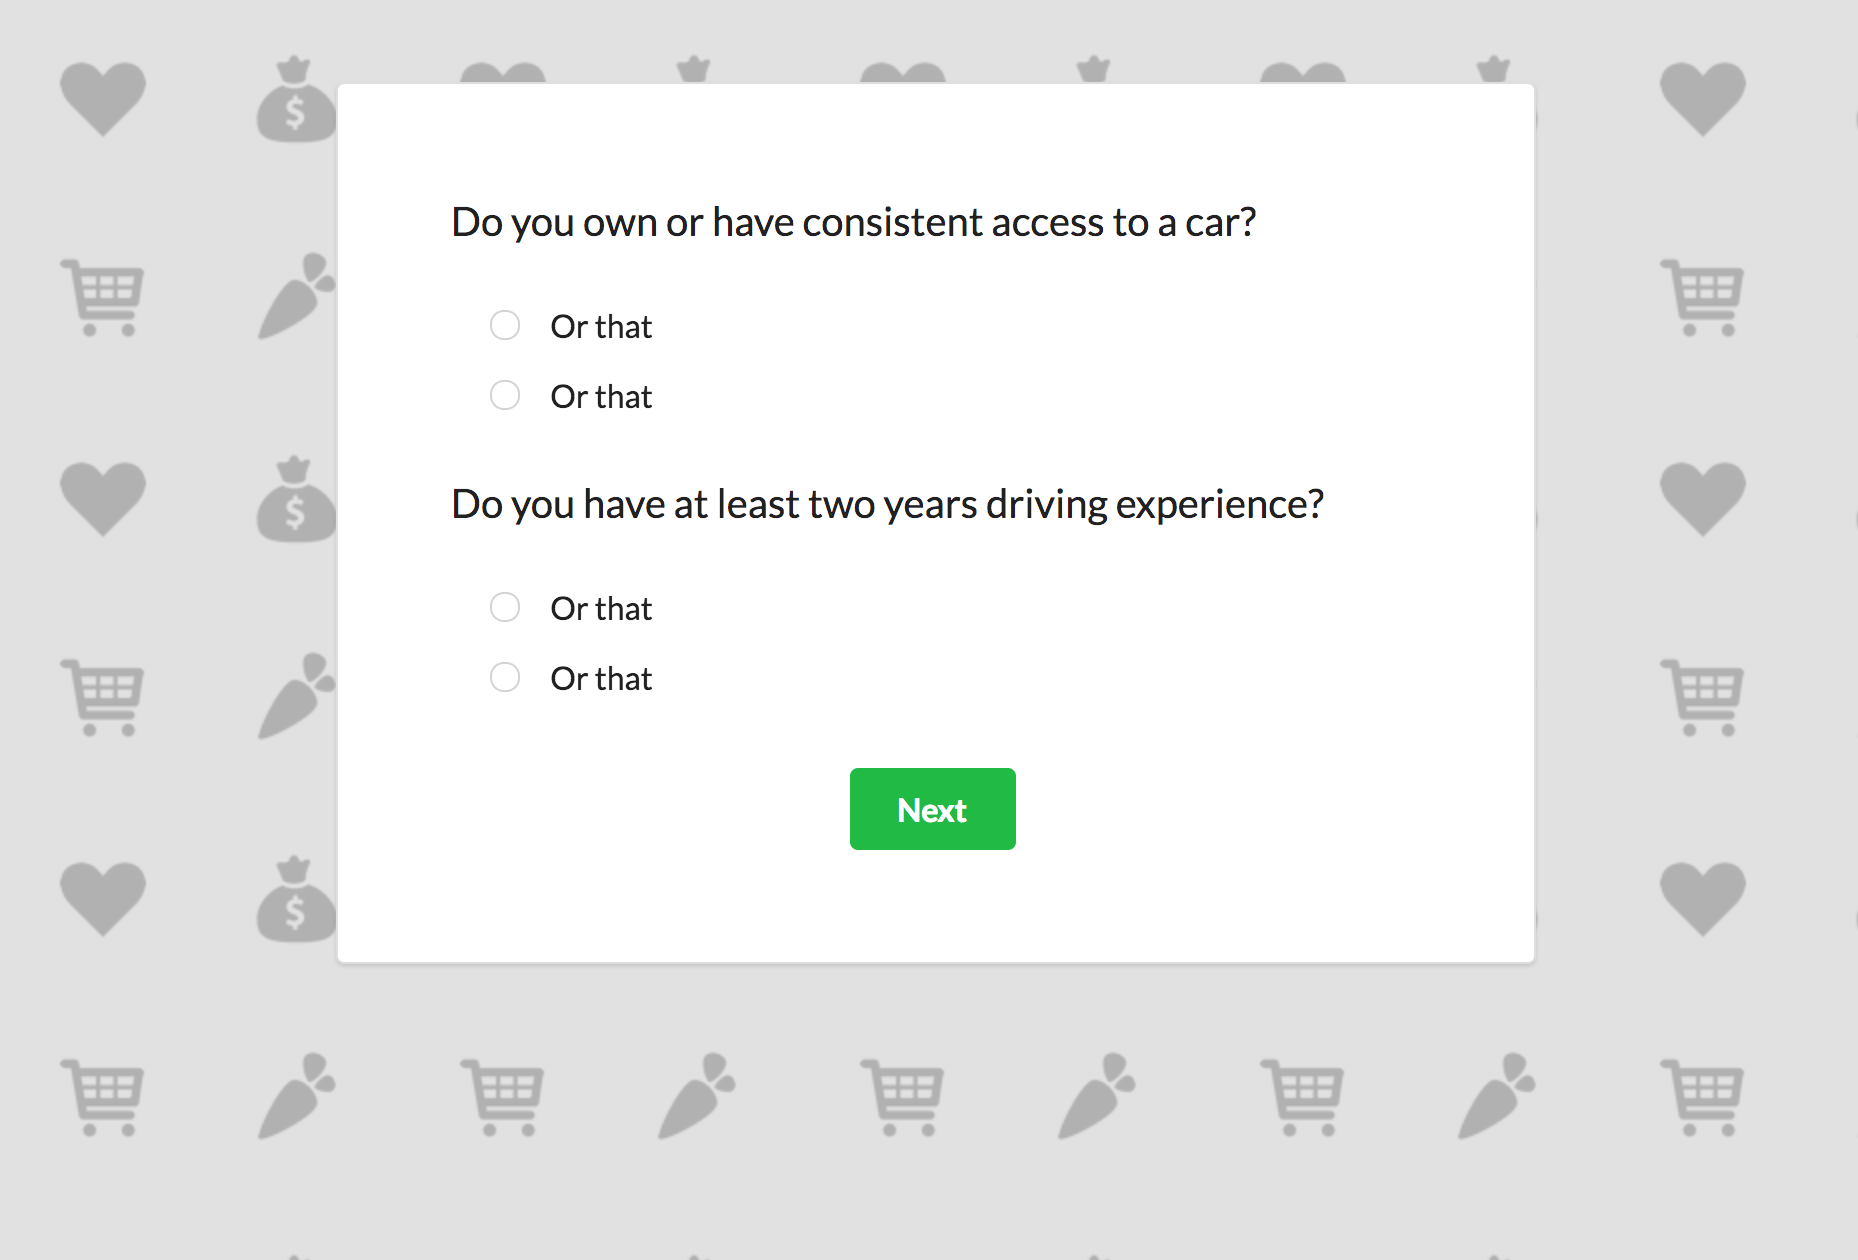 Do you own or have consistent access to a car?
Or that
Or that
Do you have at least two years driving experience?
Or that
Or that
Next
$
$
$